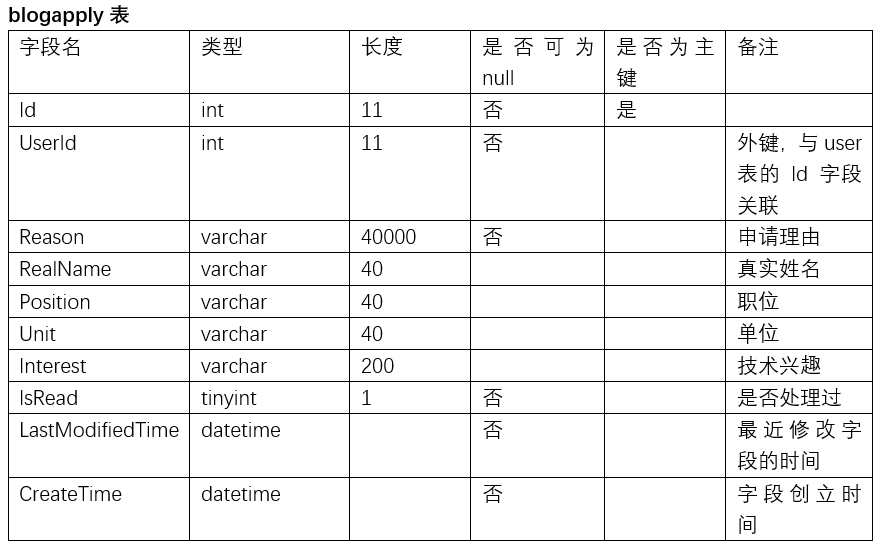 blogapply 表
字段名 类型 长度 是否可为 是否为主 备注
null 键
Id int 11 否 是
UserId int 11 否 外键，与 user
表的 Id 字段
关联
Reason varchar 40000 否 申请理由
RealName varchar 40 真实姓名
Position varchar 40 职位
Unit varchar 40 单位
Interest varchar 200 技术兴趣
IsRead tinyint 1 否 是否处理过
LastModifiedTime datetime 否 最近修改字
段的时间
CreateTime datetime 否 字段创立时
间